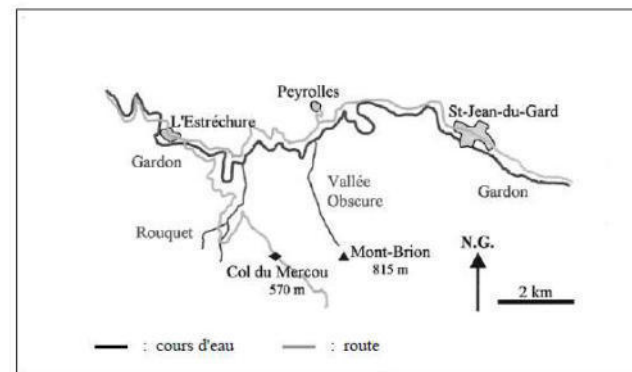 Peyrolles
L'Estréchure
St-Jean-du-Gard
Gardon
Vallée
Obscure
Gardon
Rouquet
N.G.
Mont-Brion
815 m
Col du Mercou
570 m
2 km
: cours d'eau
: route